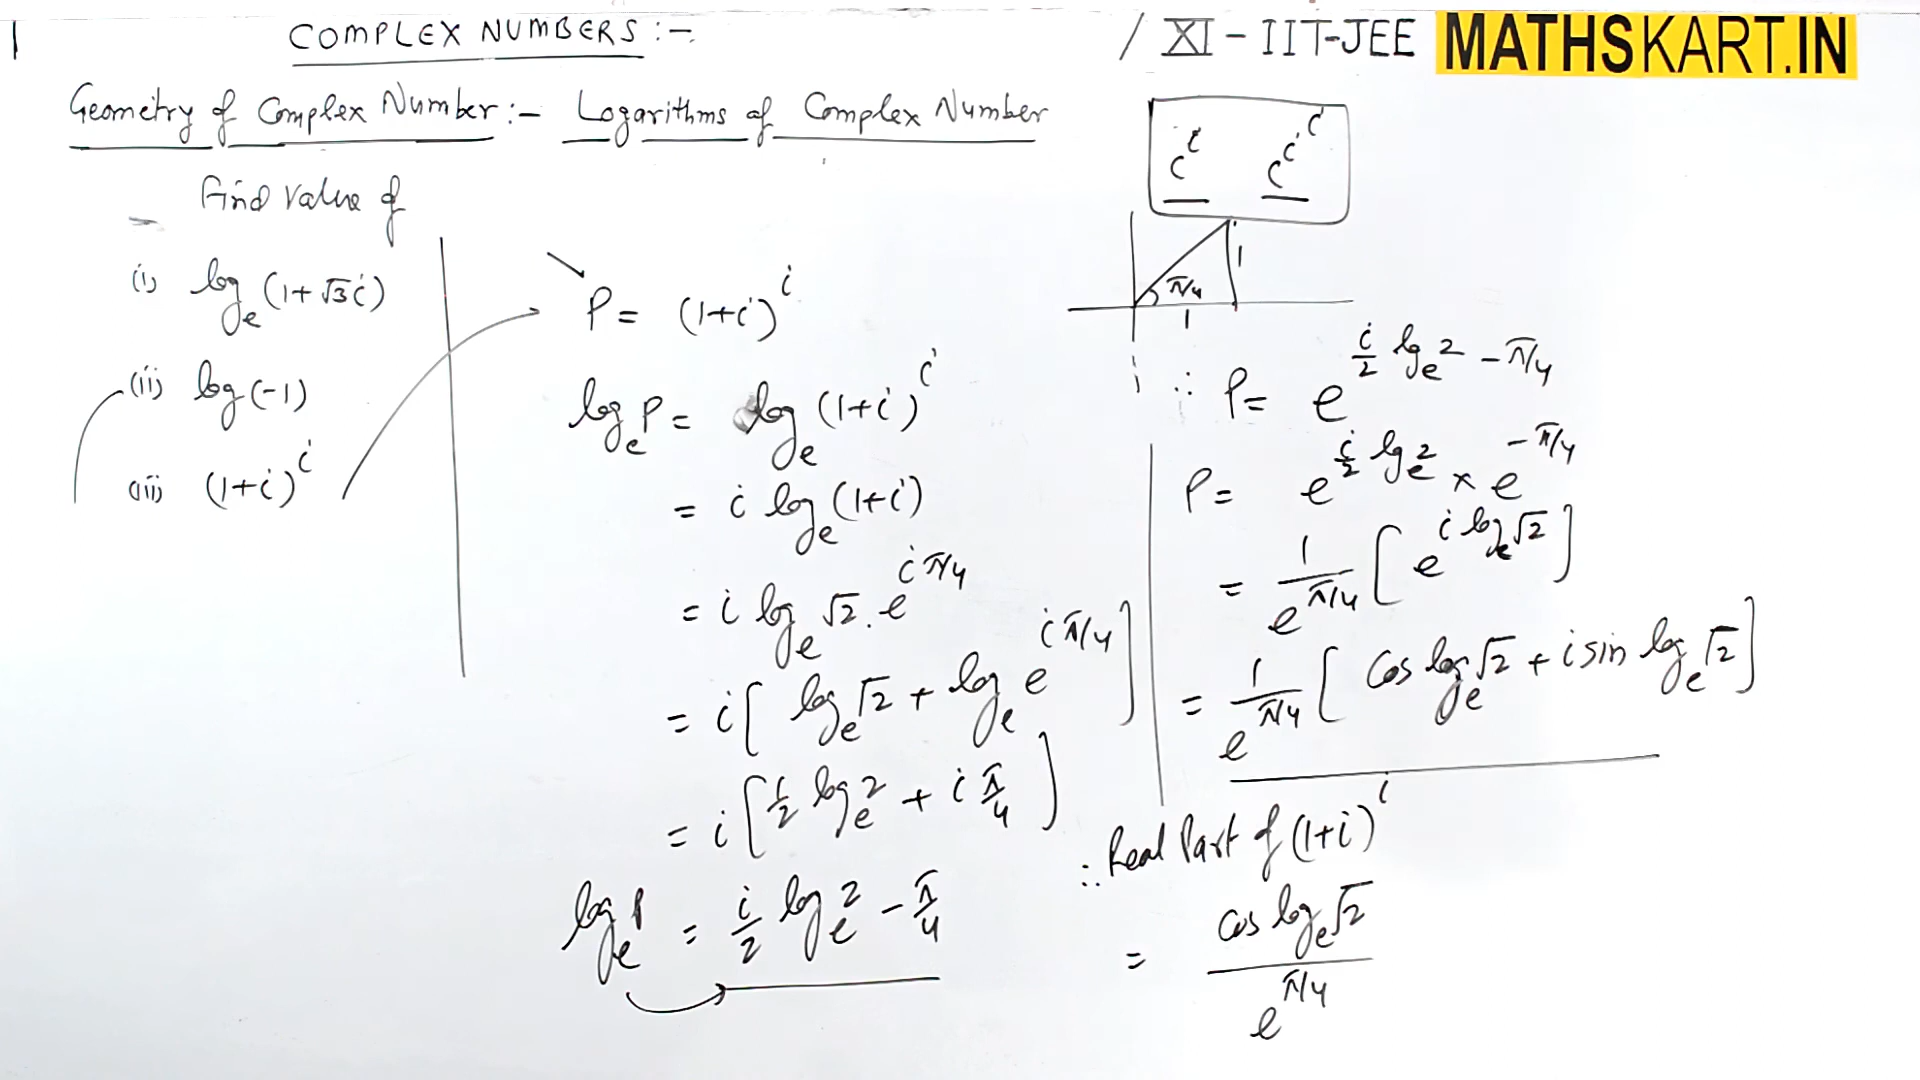 COMPLEX NUMBERS :-
/ XI - IIT-JEE MATHSKART.IN
Geometry of Complex Number :- Logarithms of Complex Number
i^i i^i^i
Find value of
(i) log_e (1+√3i)
(ii) log(-1)
(iii) (1+i)^i
P = (1+i)^i
log_e P = log_e (1+i)^i
= i log_e (1+i)
= i log_e √2 . e^iπ/4
= i [ log_e √2 + log_e e^iπ/4 ]
= i [ 1/2 log_e 2 + i π/4 ]
log_e P = i/2 log_e 2 - π/4
π/4
1
1
∴ P = e^i/2 log_e 2 - π/4
P = e^i/2 log_e 2 × e^-π/4
= 1/e^π/4 [ e^i log_e √2 ]
= 1/e^π/4 [ Cos log_e √2 + i sin log_e √2 ]
∴ Real Part of (1+i)^i
= cos log_e √2 / e^π/4